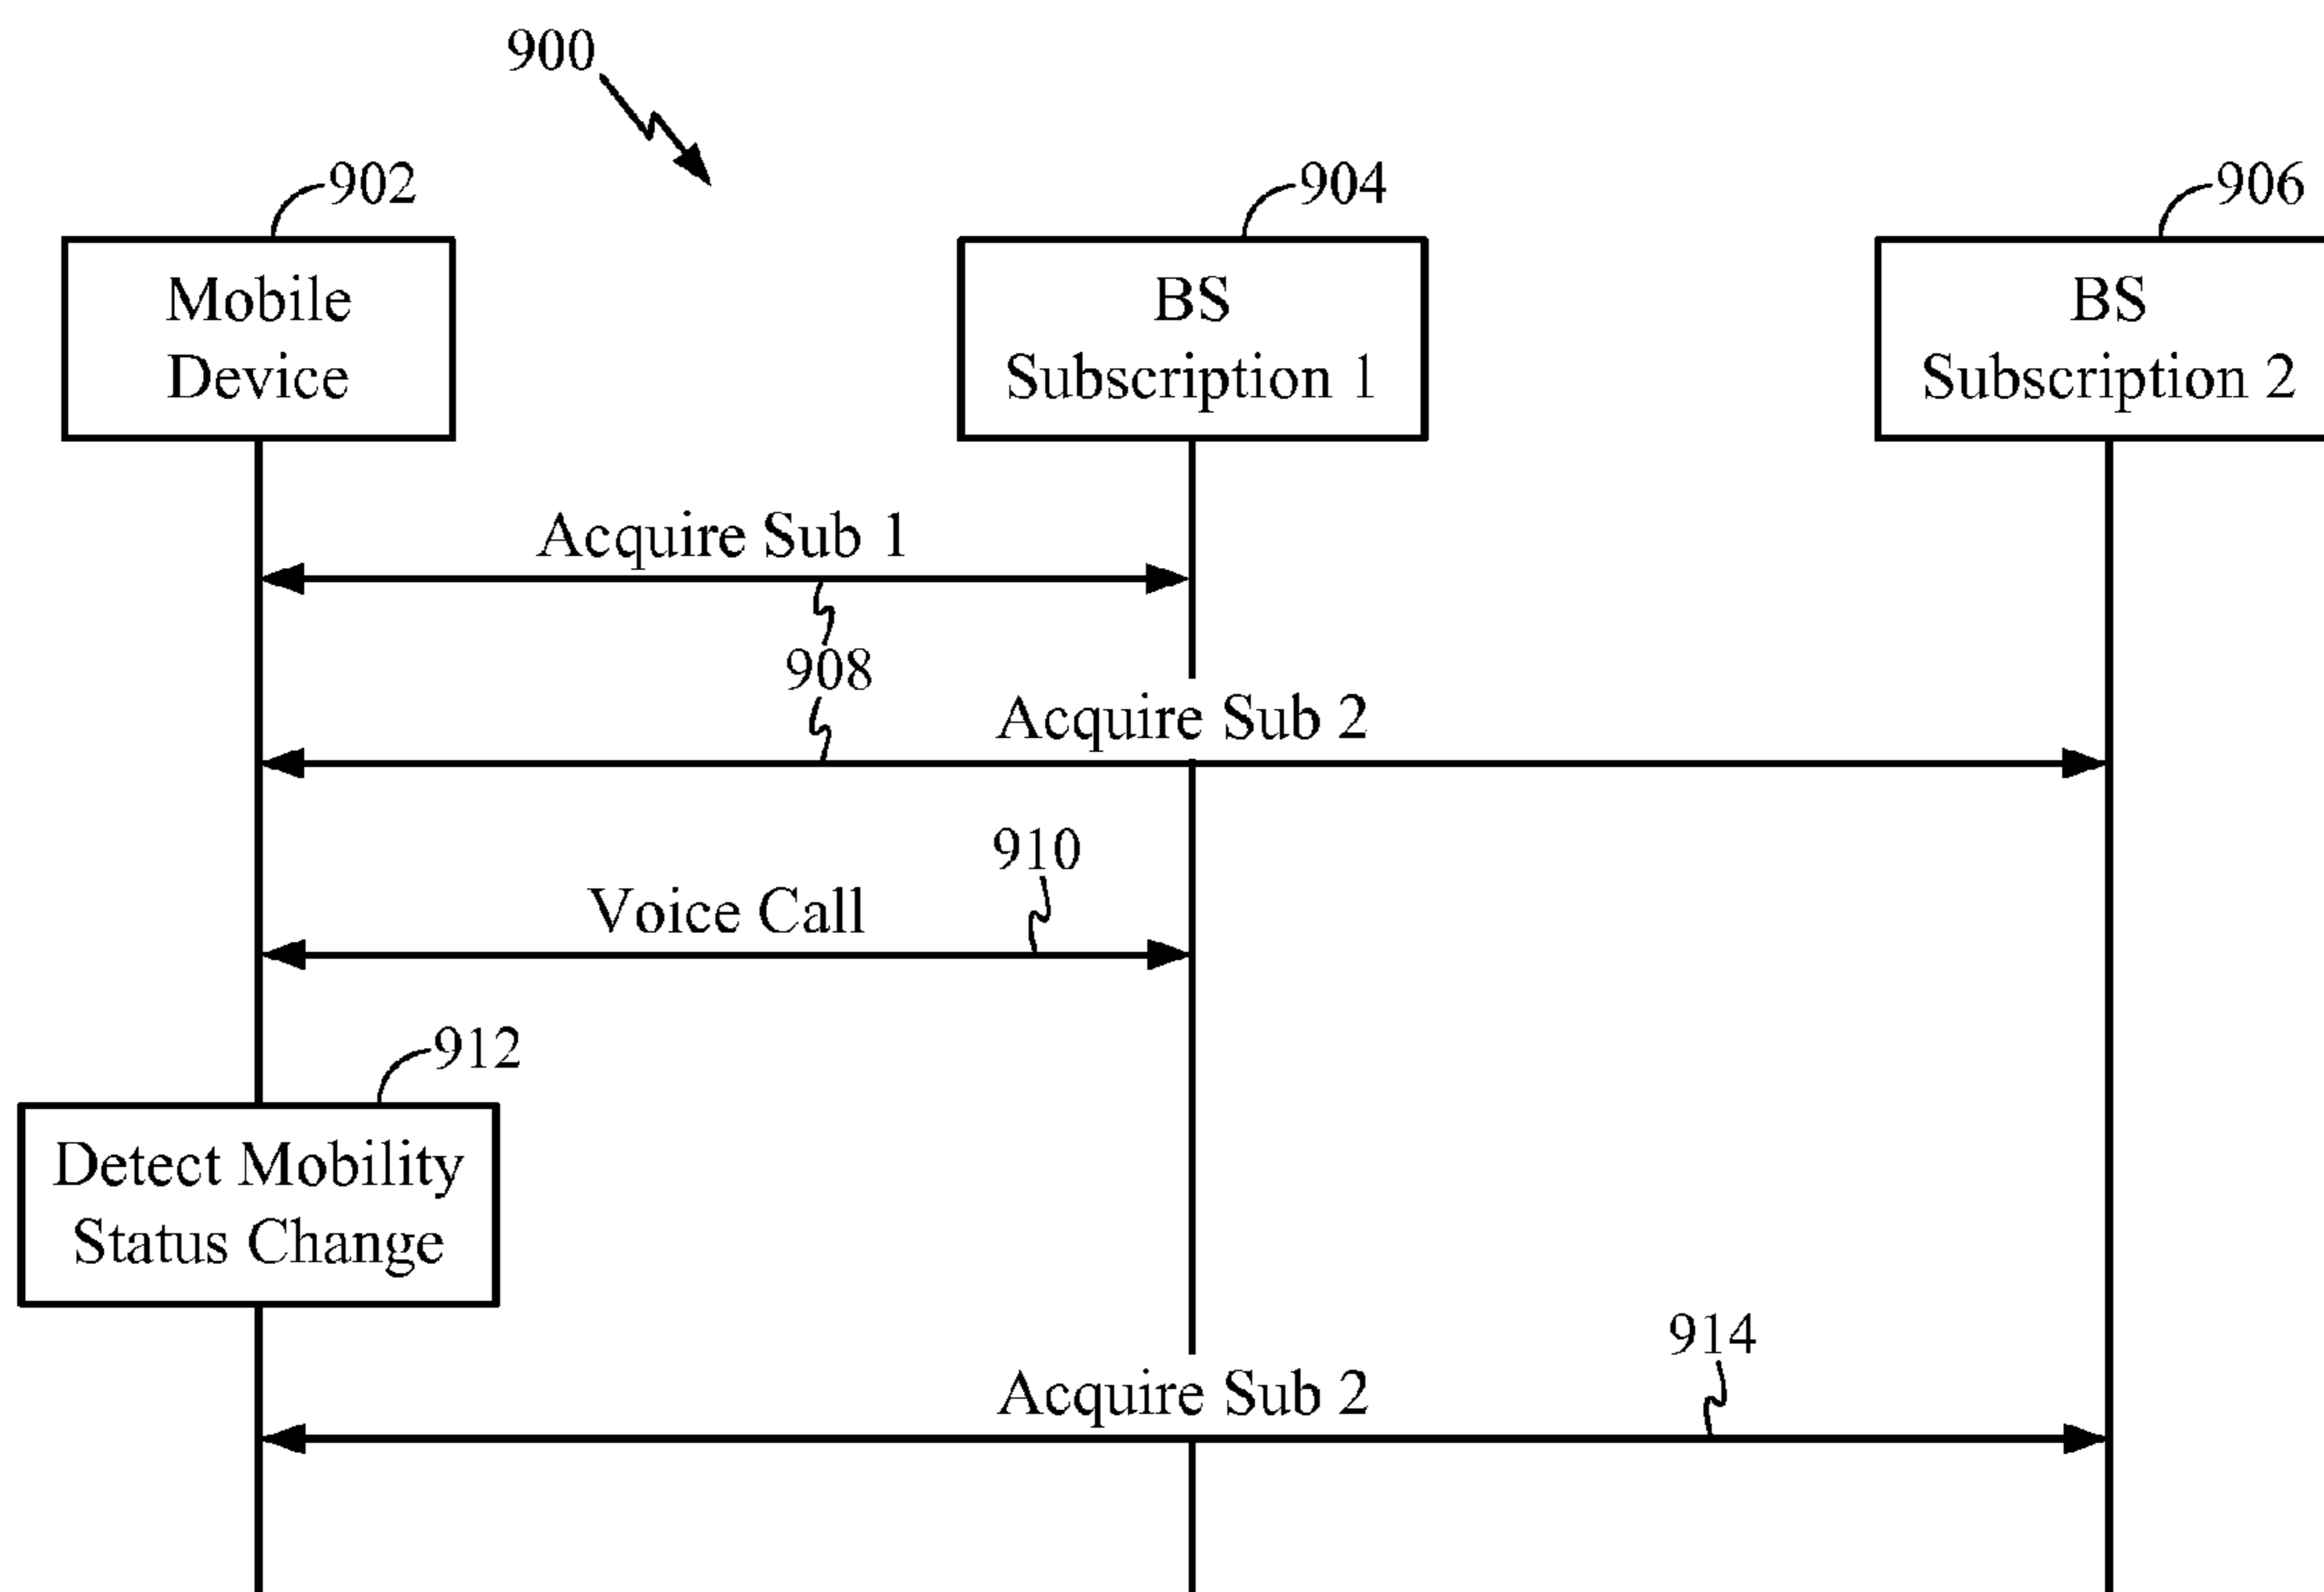 900
902
904
906
Mobile
Device
BS
Subscription 1
BS
Subscription 2
Acquire Sub 1
908
Acquire Sub 2
910
Voice Call
912
Detect Mobility
Status Change
914
Acquire Sub 2